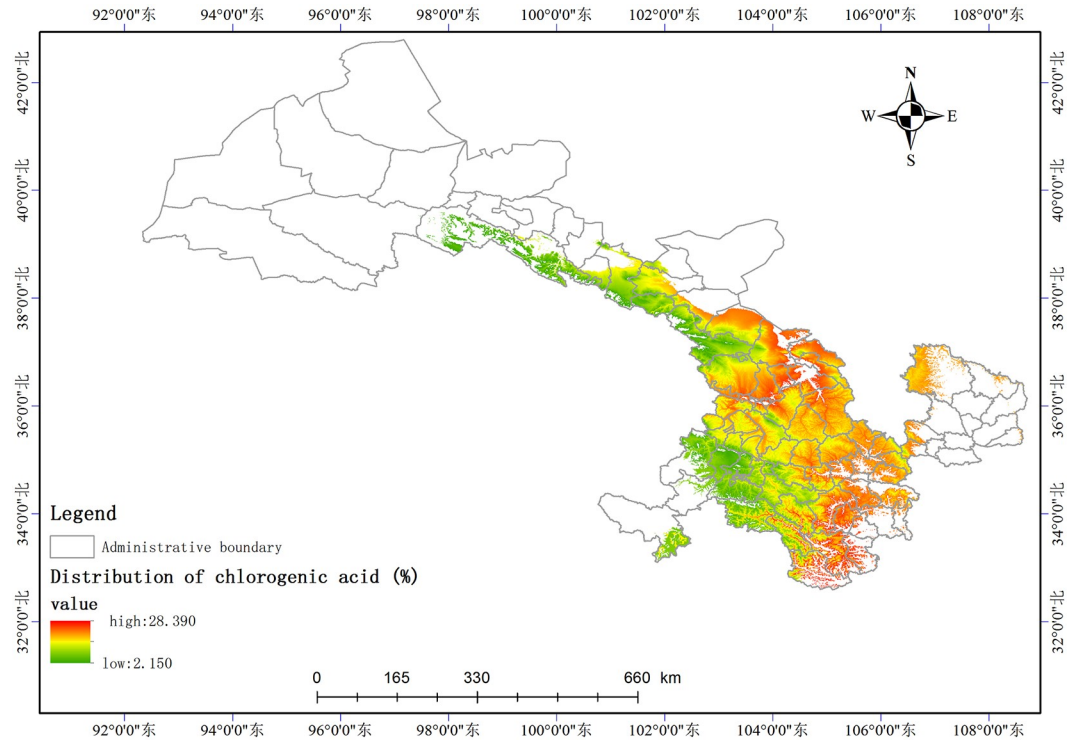 92°0'0"东 94°0'0"东 96°0'0"东 98°0'0"东 100°0'0"东 102°0'0"东 104°0'0"东 106°0'0"东 108°0'0"东
N
W E
S
42°0'0"北 42°0'0"北
40°0'0"北 40°0'0"北
38°0'0"北 38°0'0"北
36°0'0"北 36°0'0"北
34°0'0"北 34°0'0"北
32°0'0"北 32°0'0"北
Legend
Administrative boundary
Distribution of chlorogenic acid (%)
value
high:28.390
low:2.150
0 165 330 660 km
92°0'0"东 94°0'0"东 96°0'0"东 98°0'0"东 100°0'0"东 102°0'0"东 104°0'0"东 106°0'0"东 108°0'0"东